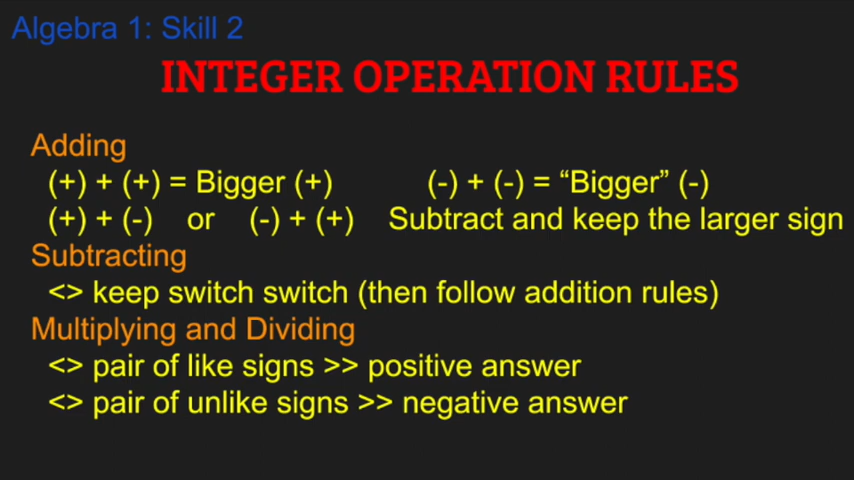 Algebra 1: Skill 2
INTEGER OPERATION RULES
Adding
(+) + (+) = Bigger (+) (-) + (-) = “Bigger” (-)
(+) + (-) or (-) + (+) Subtract and keep the larger sign
Subtracting
<> keep switch switch (then follow addition rules)
Multiplying and Dividing
<> pair of like signs >> positive answer
<> pair of unlike signs >> negative answer